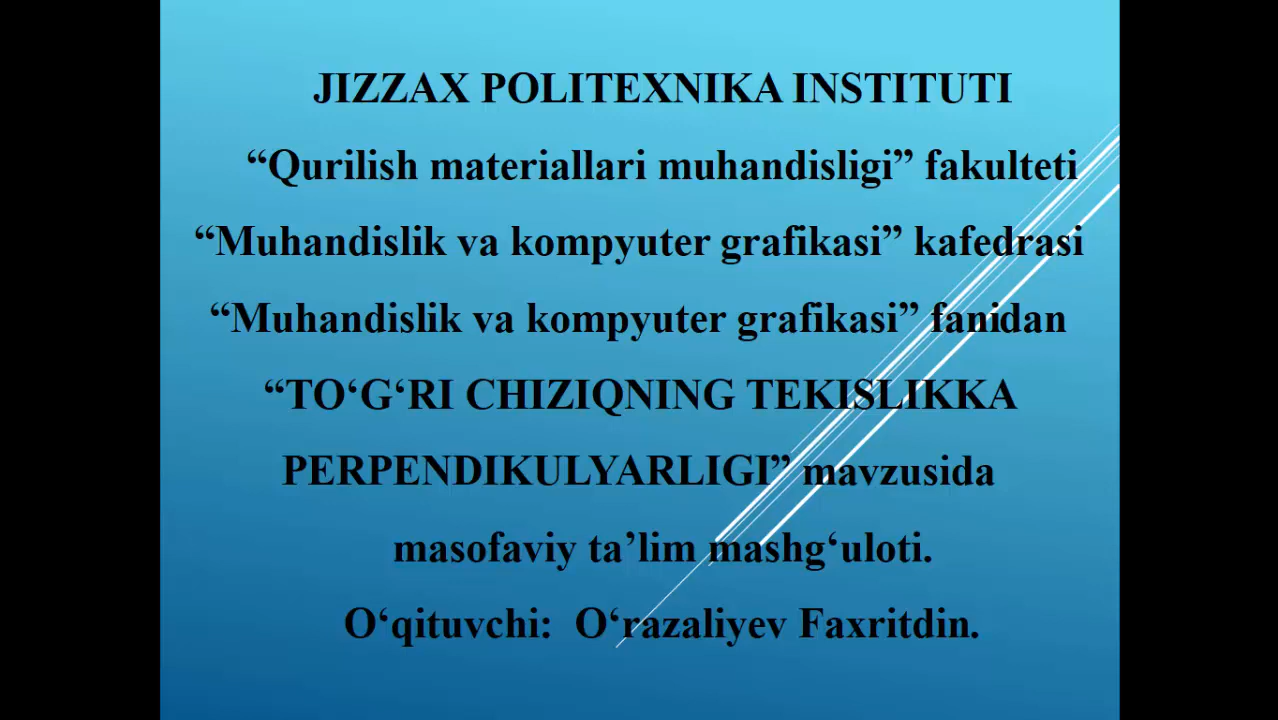 JIZZAX POLITEXNIKA INSTITUTI
“Qurilish materiallari muhandisligi” fakulteti
“Muhandislik va kompyuter grafikasi” kafedrasi
“Muhandislik va kompyuter grafikasi” fanidan
“TO‘G‘RI CHIZIQNING TEKISLIKKA
PERPENDIKULYARLIGI” mavzusida
masofaviy ta’lim mashg‘uloti.
O‘qituvchi: O‘razaliyev Faxritdin.